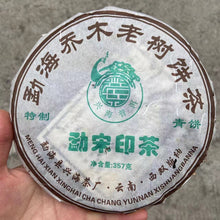 勐海乔木老树饼茶
特制
青饼
勐宋印茶
净含量:357克
勐海县兴海茶厂·云南·西双版纳
MENG HAI XIAN XINGHAI CHA CHANG YUNNAN XISHUANGBANNA